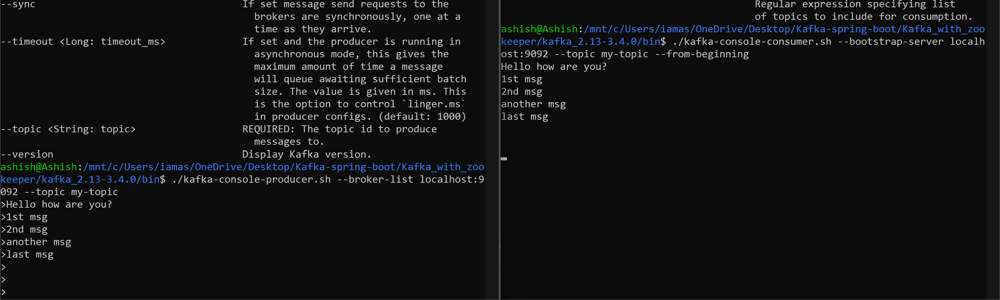 --sync                                   If set message send requests to the
                                           brokers are synchronously, one at a
                                           time as they arrive.
--timeout <Long: timeout_ms>             If set and the producer is running in
                                           asynchronous mode, this gives the
                                           maximum amount of time a message
                                           will queue awaiting sufficient batch
                                           size. The value is given in ms. This
                                           is the option to control `linger.ms`
                                           in producer configs. (default: 1000)
--topic <String: topic>                  REQUIRED: The topic id to produce
                                           messages to.
--version                                Display Kafka version.
ashish@Ashish:/mnt/c/Users/iamas/OneDrive/Desktop/Kafka-spring-boot/Kafka_with_zoo
keeper/kafka_2.13-3.4.0/bin$ ./kafka-console-producer.sh --broker-list localhost:9
092 --topic my-topic
>Hello how are you?
>1st msg
>2nd msg
>another msg
>last msg
>
>
>
Regular expression specifying list
of topics to include for consumption.
ashish@Ashish:/mnt/c/Users/iamas/OneDrive/Desktop/Kafka-spring-boot/Kafka_with_zoo
keeper/kafka_2.13-3.4.0/bin$ ./kafka-console-consumer.sh --bootstrap-server localh
ost:9092 --topic my-topic --from-beginning
Hello how are you?
1st msg
2nd msg
another msg
last msg